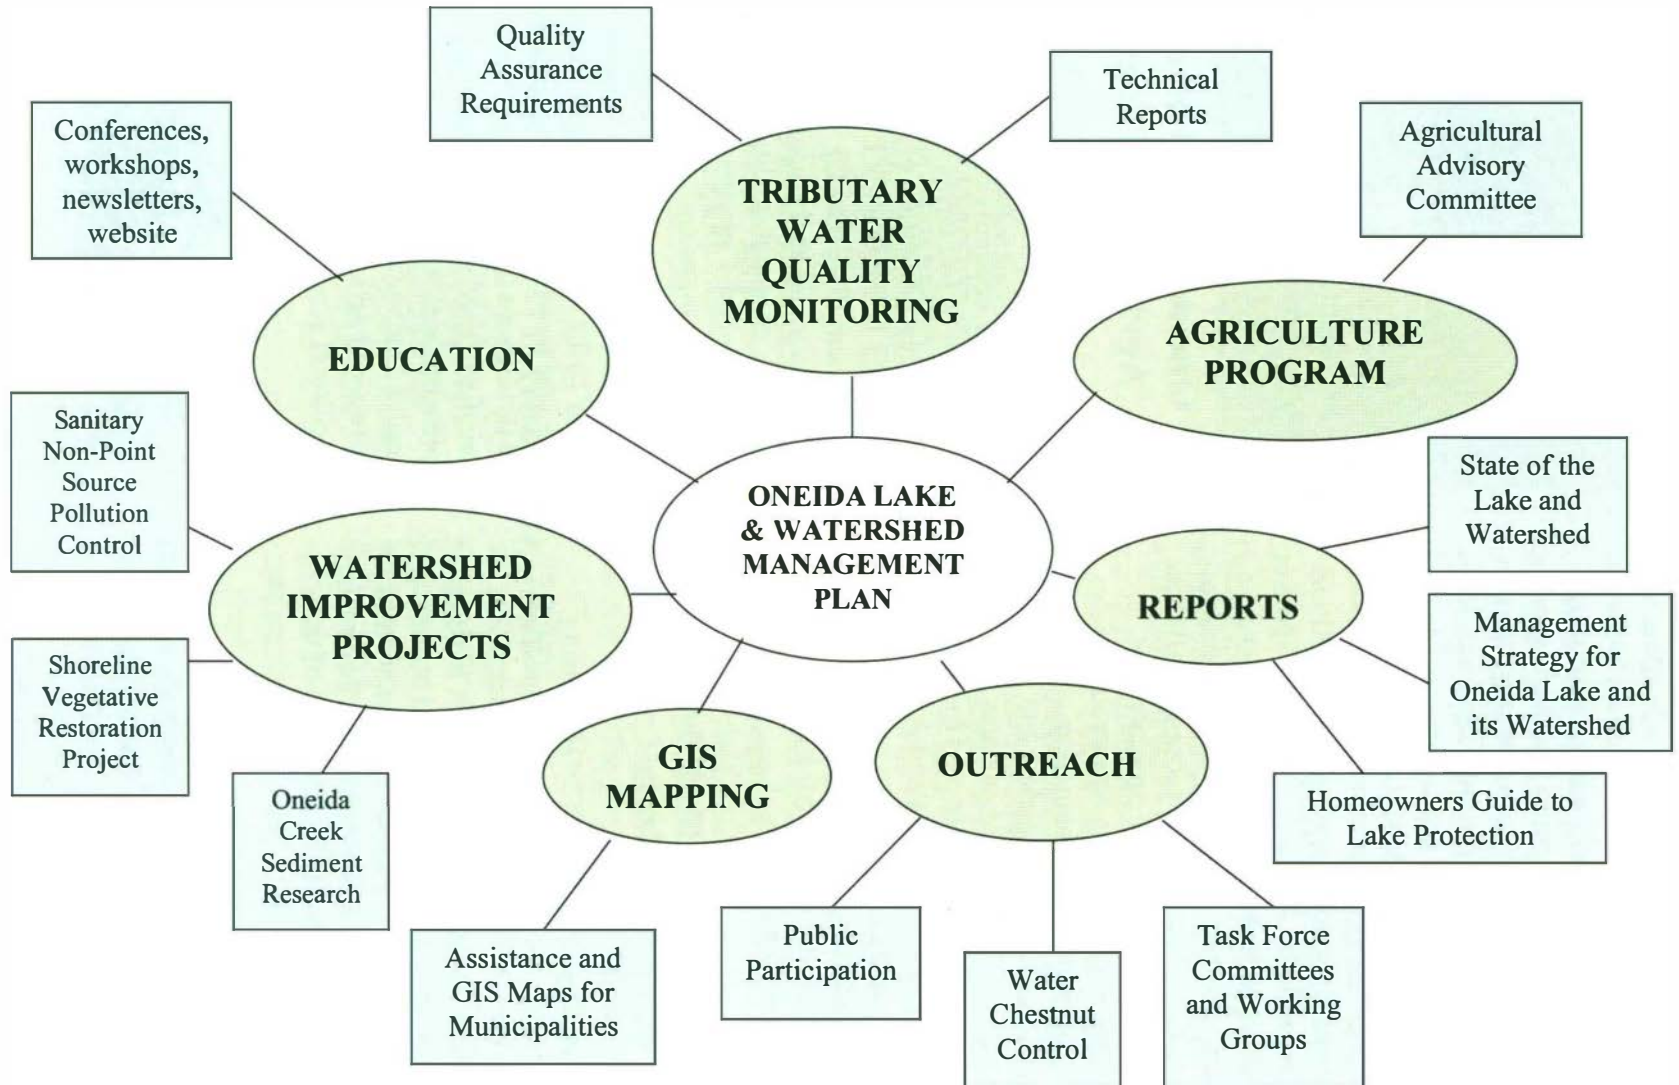 Quality
Assurance
Requirements
Technical
Reports
Conferences,
workshops,
newsletters,
website
Agricultural
Advisory
Committee
TRIBUTARY
WATER
QUALITY
MONITORING
EDUCATION
AGRICULTURE
PROGRAM
Sanitary
Non-Point
Source
Pollution
Control
ONEIDA LAKE
& WATERSHED
MANAGEMENT
PLAN
State of the
Lake and
Watershed
WATERSHED
IMPROVEMENT
PROJECTS
REPORTS
Management
Strategy for
Oneida Lake and
its Watershed
Shoreline
Vegetative
Restoration
Project
GIS
MAPPING
OUTREACH
Oneida
Creek
Sediment
Research
Homeowners Guide to
Lake Protection
Assistance and
GIS Maps for
Municipalities
Public
Participation
Water
Chestnut
Control
Task Force
Committees
and Working
Groups